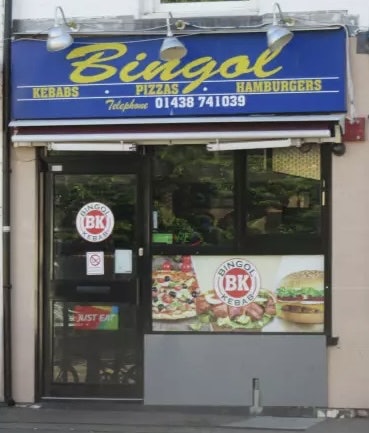 Bingol
KEBABS · PIZZAS · HAMBURGERS
Telephone 01438 741039
BINGOL
BK
KEBAB
JUST EAT
BINGOL
BK
KEBAB